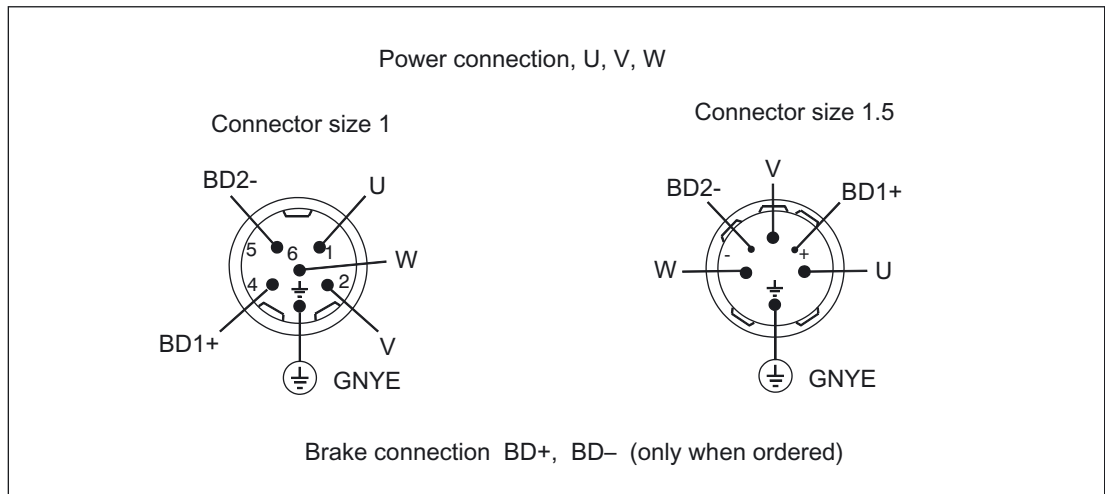 Power connection, U, V, W
Connector size 1
Connector size 1.5
BD2-
U
5
6
1
W
4
2
BD1+
V
GNYE
V
BD2-
BD1+
-
+
W
U
GNYE
Brake connection BD+, BD– (only when ordered)